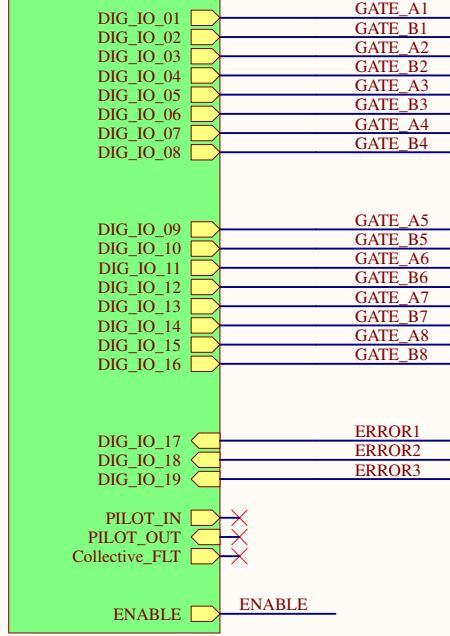 DIG_IO_01 GATE_A1
DIG_IO_02 GATE_B1
DIG_IO_03 GATE_A2
DIG_IO_04 GATE_B2
DIG_IO_05 GATE_A3
DIG_IO_06 GATE_B3
DIG_IO_07 GATE_A4
DIG_IO_08 GATE_B4
DIG_IO_09 GATE_A5
DIG_IO_10 GATE_B5
DIG_IO_11 GATE_A6
DIG_IO_12 GATE_B6
DIG_IO_13 GATE_A7
DIG_IO_14 GATE_B7
DIG_IO_15 GATE_A8
DIG_IO_16 GATE_B8
DIG_IO_17 ERROR1
DIG_IO_18 ERROR2
DIG_IO_19 ERROR3
PILOT_IN
PILOT_OUT
Collective_FLT
ENABLE ENABLE